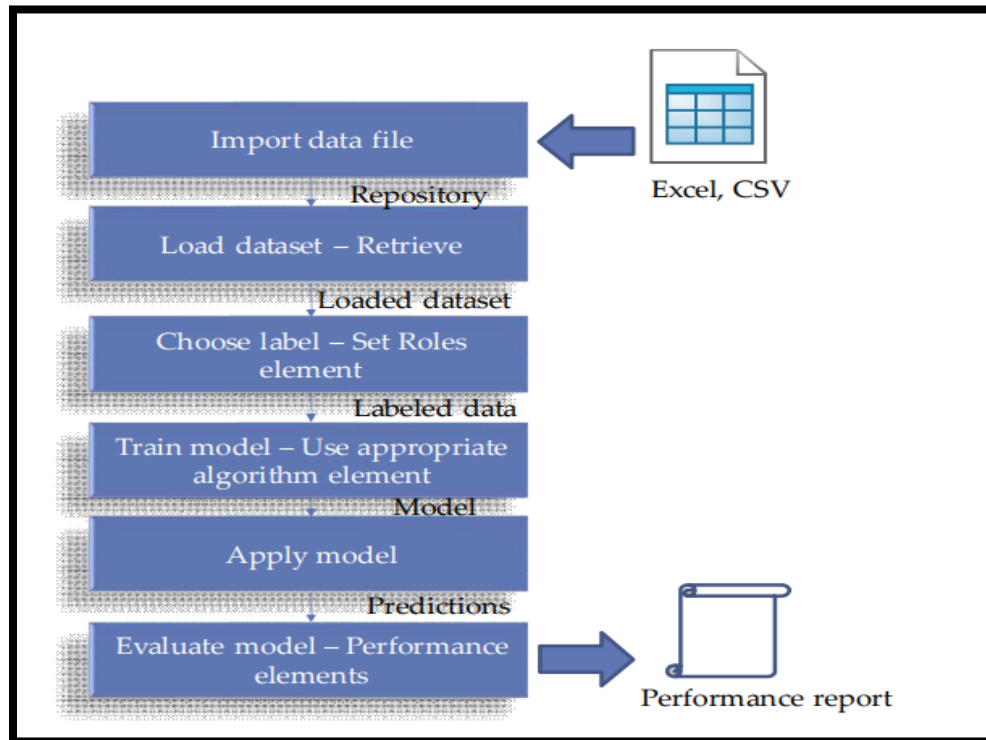 Import data file
Excel, CSV
Repository
Load dataset – Retrieve
Loaded dataset
Choose label – Set Roles
element
Labeled data
Train model – Use appropriate
algorithm element
Model
Apply model
Predictions
Evaluate model – Performance
elements
Performance report